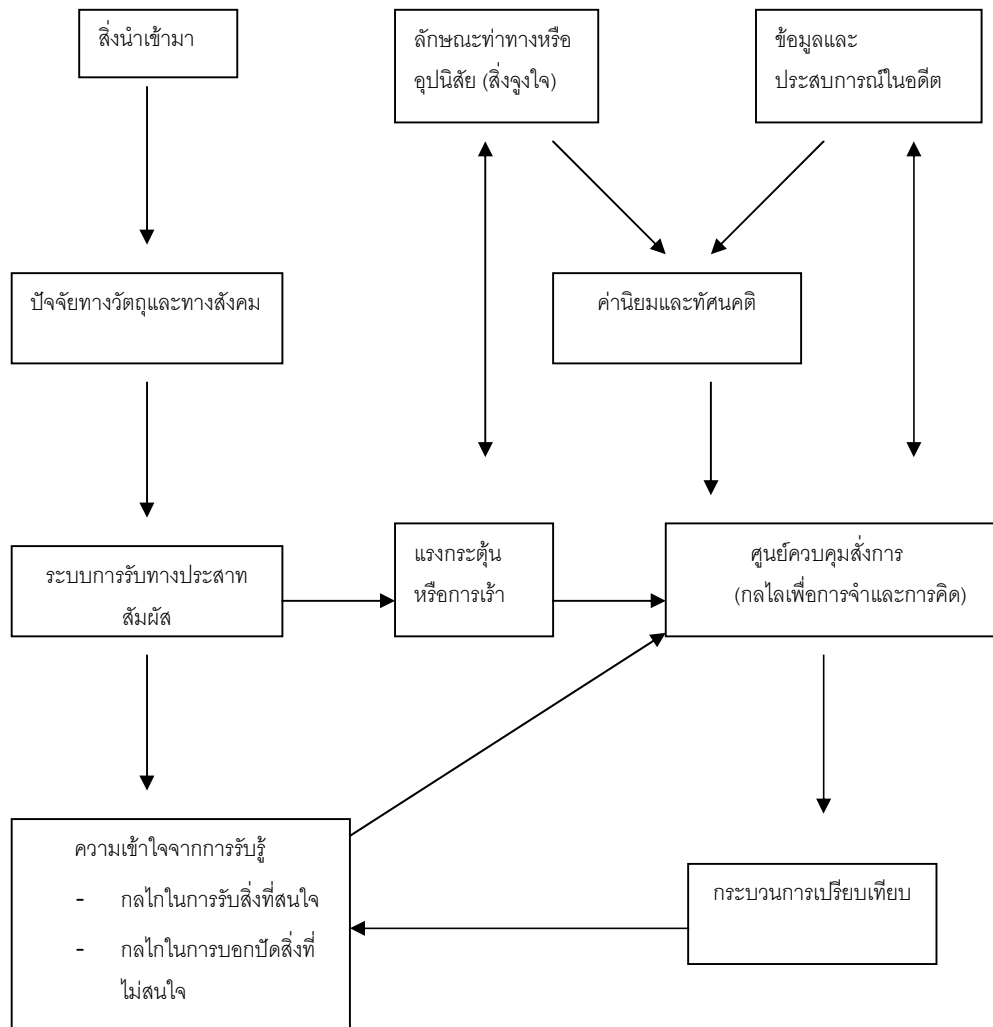 สิ่งนำเข้ามา
ลักษณะท่าทางหรือ
อุปนิสัย (สิ่งจูงใจ)
ข้อมูลและ
ประสบการณ์ในอดีต
ปัจจัยทางวัตถุและทางสังคม
ค่านิยมและทัศนคติ
ระบบการรับทางประสาท
สัมผัส
แรงกระตุ้น
หรือการเร้า
ศูนย์ควบคุมสั่งการ
(กลไลเพื่อการจำและการคิด)
ความเข้าใจจากการรับรู้
- กลไกในการรับสิ่งที่สนใจ
- กลไกในการบอกปัดสิ่งที่
ไม่สนใจ
กระบวนการเปรียบเทียบ